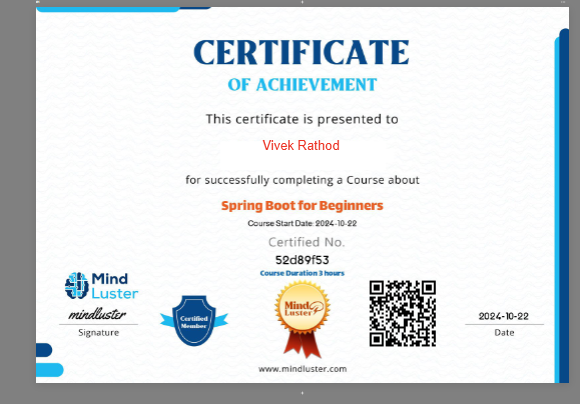 CERTIFICATE
OF ACHIEVEMENT
This certificate is presented to
Vivek Rathod
for successfully completing a Course about
Spring Boot for Beginners
Course Start Date: 2024-10-22
Certified No.
52d89f53
Course Duration 3 hours
Mind
Luster
mindluster
Signature
Certified
Member
Mind
Luster
2024-10-22
Date
www.mindluster.com